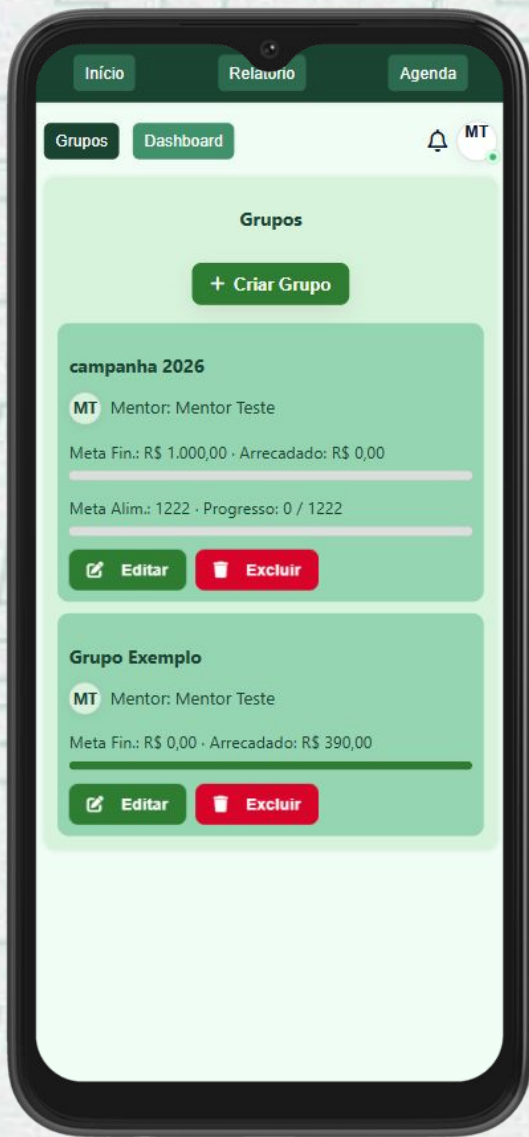 Início Relatório Agenda
Grupos Dashboard MT
Grupos
+ Criar Grupo
campanha 2026
MT Mentor: Mentor Teste
Meta Fin.: R$ 1.000,00 · Arrecadado: R$ 0,00
Meta Alim.: 1222 · Progresso: 0 / 1222
Editar Excluir
Grupo Exemplo
MT Mentor: Mentor Teste
Meta Fin.: R$ 0,00 · Arrecadado: R$ 390,00
Editar Excluir